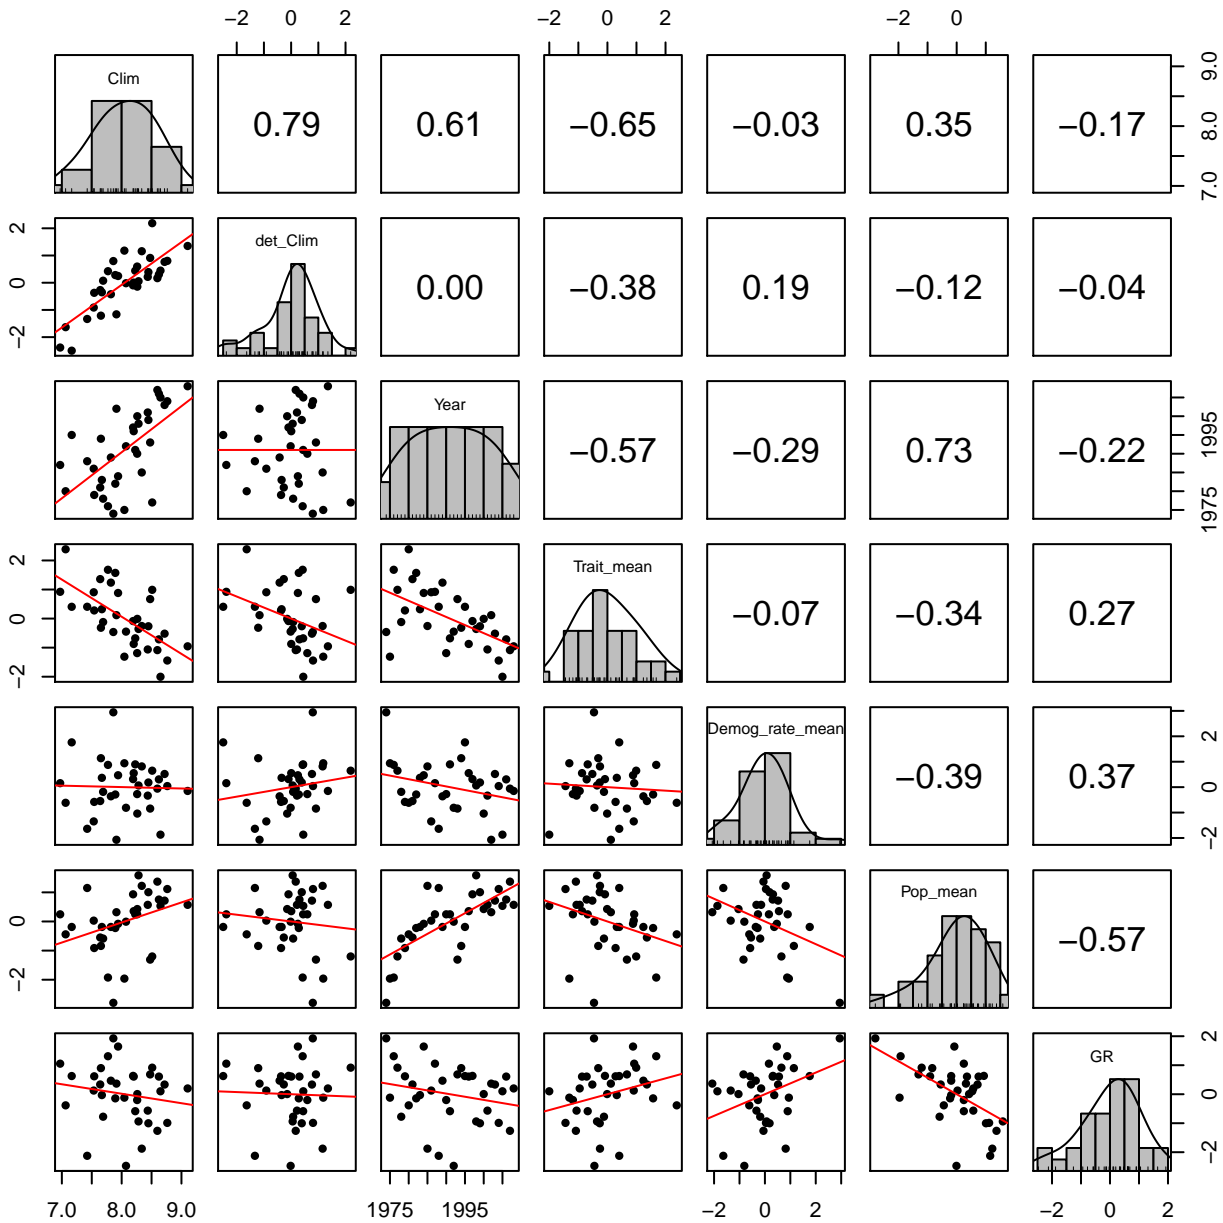 −2 0 2 −2 0 2 −2 0
Clim 0.79 0.61 −0.65 −0.03 0.35 −0.17 7.0 8.0 9.0
−2 0 2 det_Clim 0.00 −0.38 0.19 −0.12 −0.04
Year −0.57 −0.29 0.73 −0.22 1975 1995
−2 0 2 Trait_mean −0.07 −0.34 0.27
Demog_rate_mean −0.39 0.37 −2 0 2
−2 0 Pop_mean −0.57
GR −2 0 2
7.0 8.0 9.0 1975 1995 −2 0 2 −2 0 2